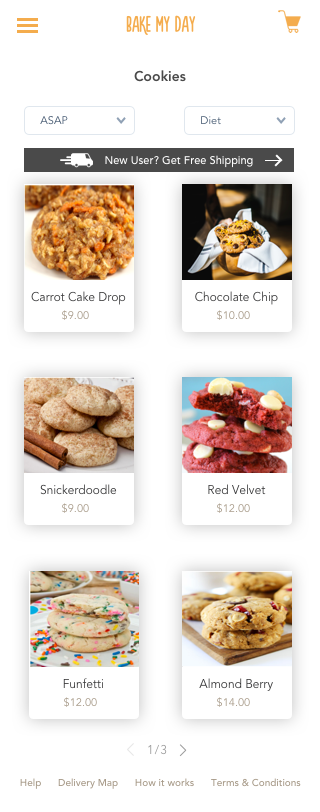 BAKE MY DAY
Cookies
ASAP
Diet
New User? Get Free Shipping
Carrot Cake Drop
$9.00
Chocolate Chip
$10.00
Snickerdoodle
$9.00
Red Velvet
$12.00
Funfetti
$12.00
Almond Berry
$14.00
1/3
Help Delivery Map How it works Terms & Conditions